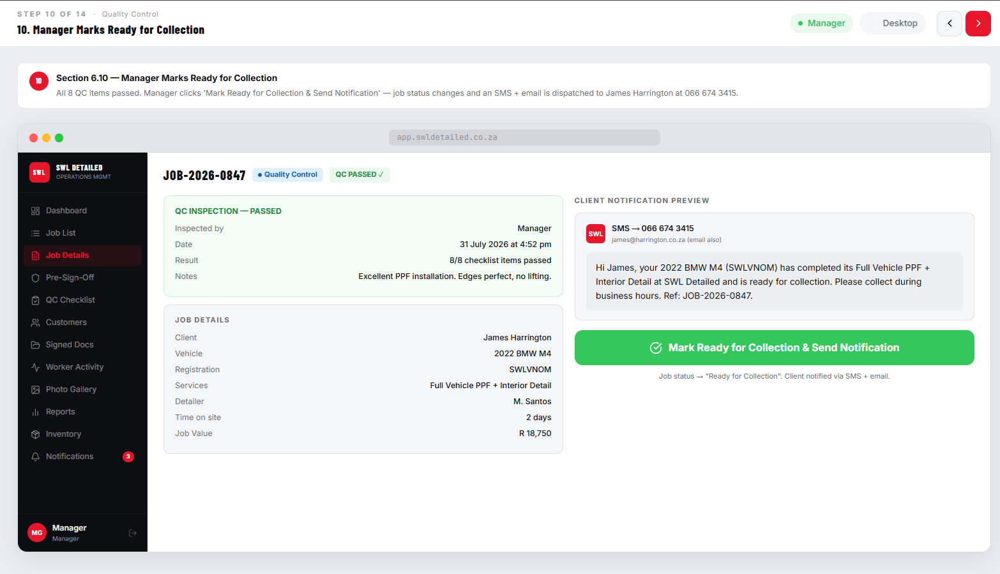 STEP 10 OF 14 · Quality Control
10. Manager Marks Ready for Collection
Manager
Desktop
10
Section 6.10 — Manager Marks Ready for Collection
All 8 QC items passed. Manager clicks 'Mark Ready for Collection & Send Notification' — job status changes and an SMS + email is dispatched to James Harrington at 066 674 3415.
app.swldetailed.co.za
SWL
SWL DETAILED
OPERATIONS MGMT
Dashboard
Job List
Job Details
Pre-Sign-Off
QC Checklist
Customers
Signed Docs
Worker Activity
Photo Gallery
Reports
Inventory
Notifications 3
MG
Manager
Manager
JOB-2026-0847
Quality Control
QC PASSED ✓
QC INSPECTION — PASSED
Inspected by Manager
Date 31 July 2026 at 4:52 pm
Result 8/8 checklist items passed
Notes Excellent PPF installation. Edges perfect, no lifting.
JOB DETAILS
Client James Harrington
Vehicle 2022 BMW M4
Registration SWLVNOM
Services Full Vehicle PPF + Interior Detail
Detailer M. Santos
Time on site 2 days
Job Value R 18,750
CLIENT NOTIFICATION PREVIEW
SWL
SMS → 066 674 3415
james@harrington.co.za (email also)
Hi James, your 2022 BMW M4 (SWLVNOM) has completed its Full Vehicle PPF +
Interior Detail at SWL Detailed and is ready for collection. Please collect during
business hours. Ref: JOB-2026-0847.
Mark Ready for Collection & Send Notification
Job status → "Ready for Collection". Client notified via SMS + email.